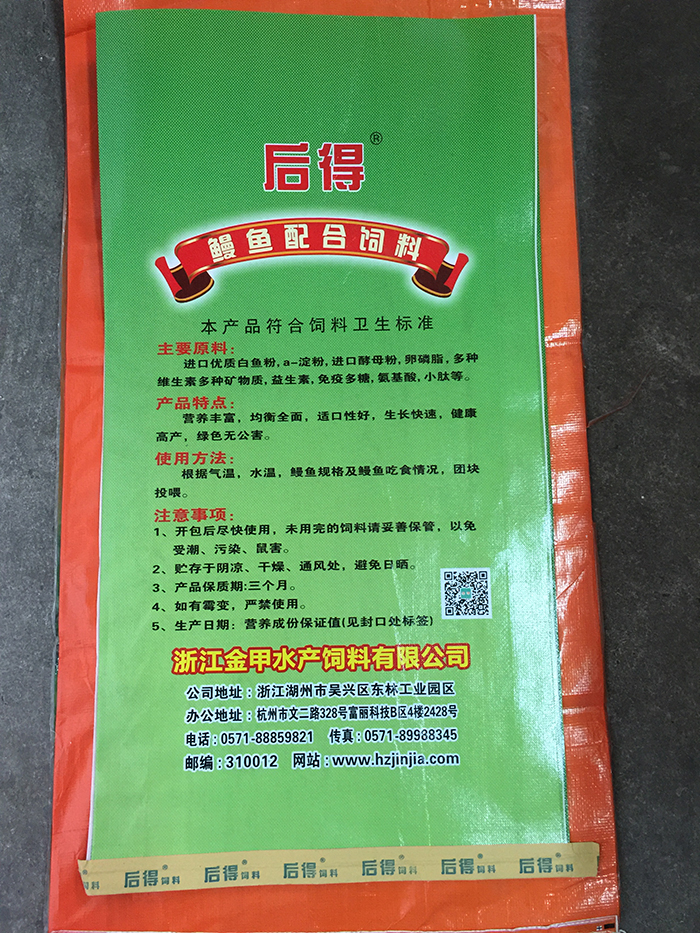 后得®
鳗鱼配合饲料
本产品符合饲料卫生标准
主要原料：
进口优质白鱼粉,a-淀粉,进口酵母粉,卵磷脂,多种
维生素多种矿物质,益生素,免疫多糖,氨基酸,小肽等。
产品特点：
营养丰富，均衡全面，适口性好，生长快速，健康
高产，绿色无公害。
使用方法：
根据气温，水温，鳗鱼规格及鳗鱼吃食情况，团块
投喂。
注意事项：
1、开包后尽快使用，未用完的饲料请妥善保管，以免
受潮、污染、鼠害。
2、贮存于阴凉、干燥、通风处，避免日晒。
3、产品保质期:三个月。
4、如有霉变，严禁使用。
5、生产日期：营养成份保证值(见封口处标签)
浙江金甲水产饲料有限公司
公司地址：浙江湖州市吴兴区东林工业园区
办公地址：杭州市文二路328号富丽科技B区4楼2428号
电话：0571-88859821 传真：0571-89988345
邮编：310012 网站：www.hzjinjia.com
饲料 后得®饲料 后得®饲料 后得®饲料 后得®饲料 后得®饲料 后得®饲料